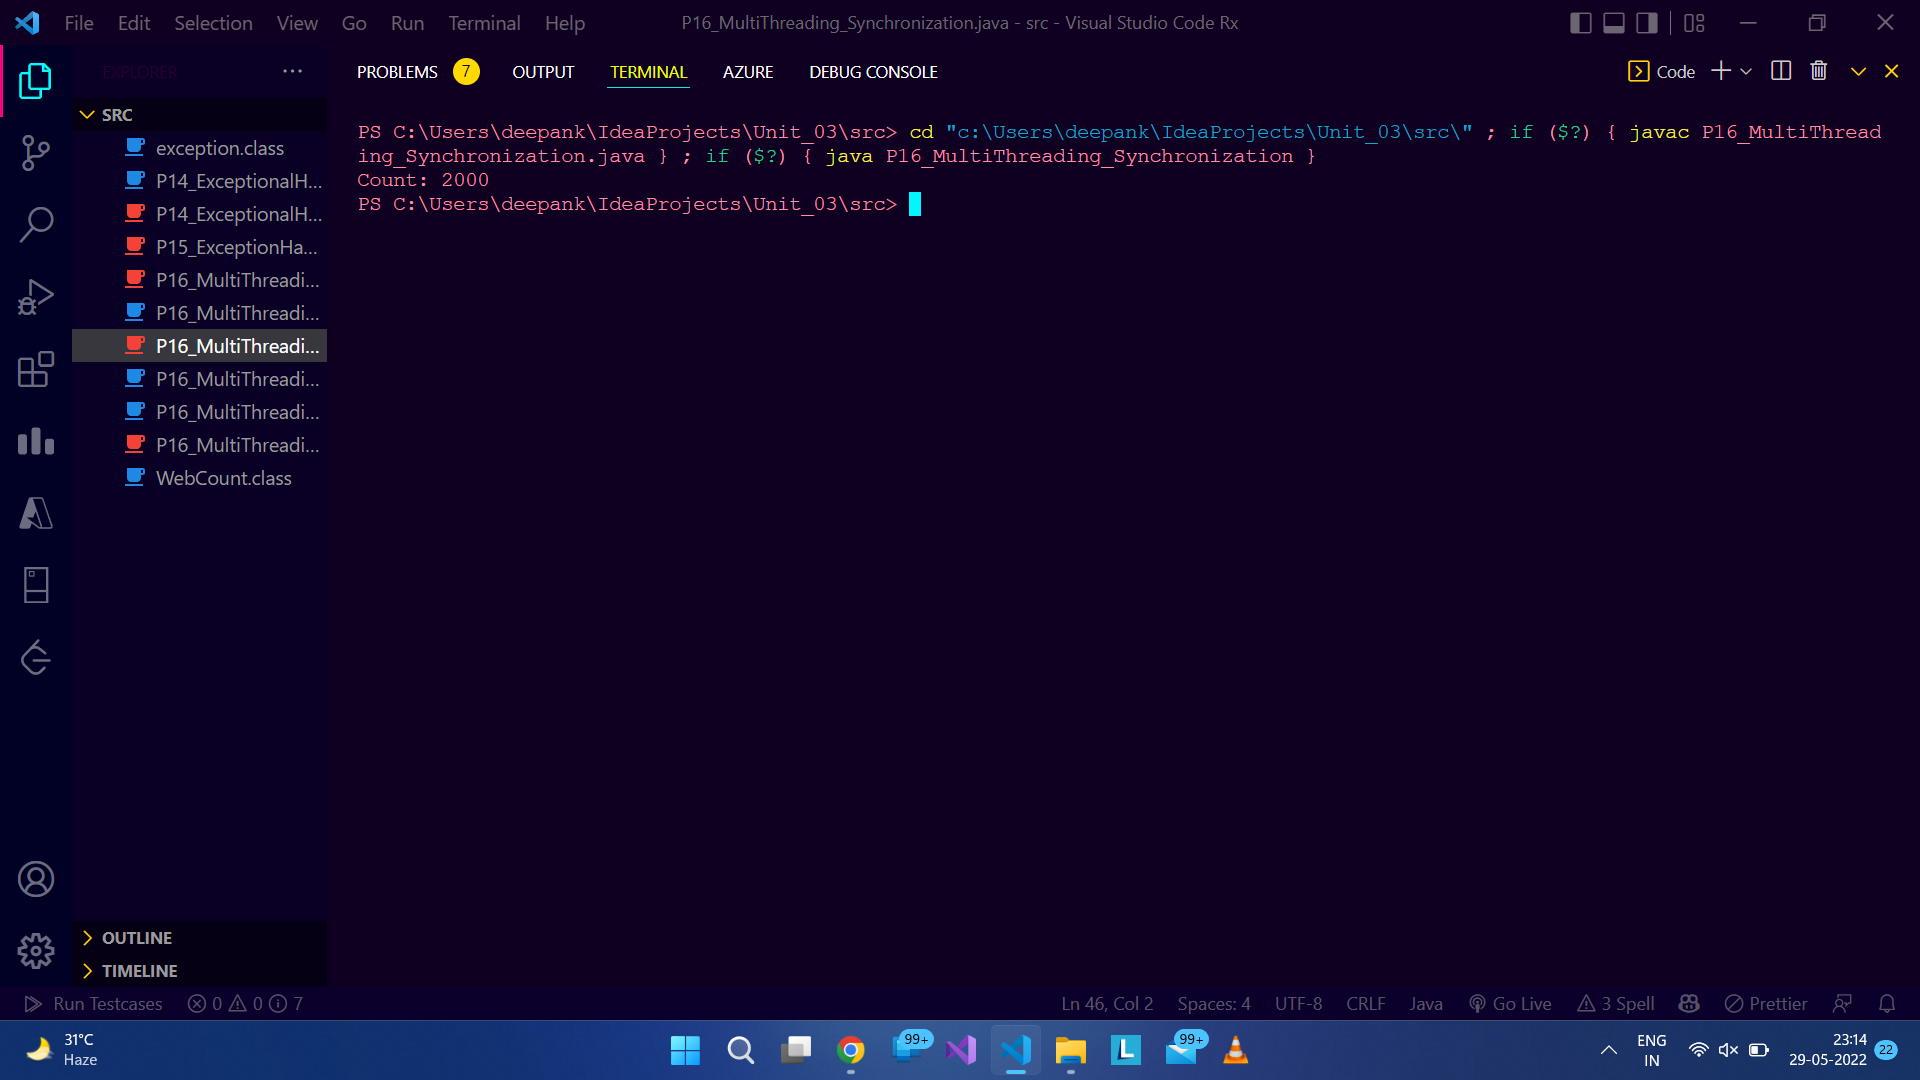 File Edit Selection View Go Run Terminal Help P16_MultiThreading_Synchronization.java - src - Visual Studio Code Rx
EXPLORER
SRC
exception.class
P14_ExceptionalH...
P14_ExceptionalH...
P15_ExceptionHa...
P16_MultiThreadi...
P16_MultiThreadi...
P16_MultiThreadi...
P16_MultiThreadi...
P16_MultiThreadi...
P16_MultiThreadi...
WebCount.class
OUTLINE
TIMELINE
PROBLEMS 7 OUTPUT TERMINAL AZURE DEBUG CONSOLE Code
PS C:\Users\deepank\IdeaProjects\Unit_03\src> cd "c:\Users\deepank\IdeaProjects\Unit_03\src\" ; if ($?) { javac P16_MultiThread
ing_Synchronization.java } ; if ($?) { java P16_MultiThreading_Synchronization }
Count: 2000
PS C:\Users\deepank\IdeaProjects\Unit_03\src>
Run Testcases 0 0 7 Ln 46, Col 2 Spaces: 4 UTF-8 CRLF Java Go Live 3 Spell Prettier
31°C
Haze
99+
L
99+
ENG
IN
23:14
29-05-2022
22